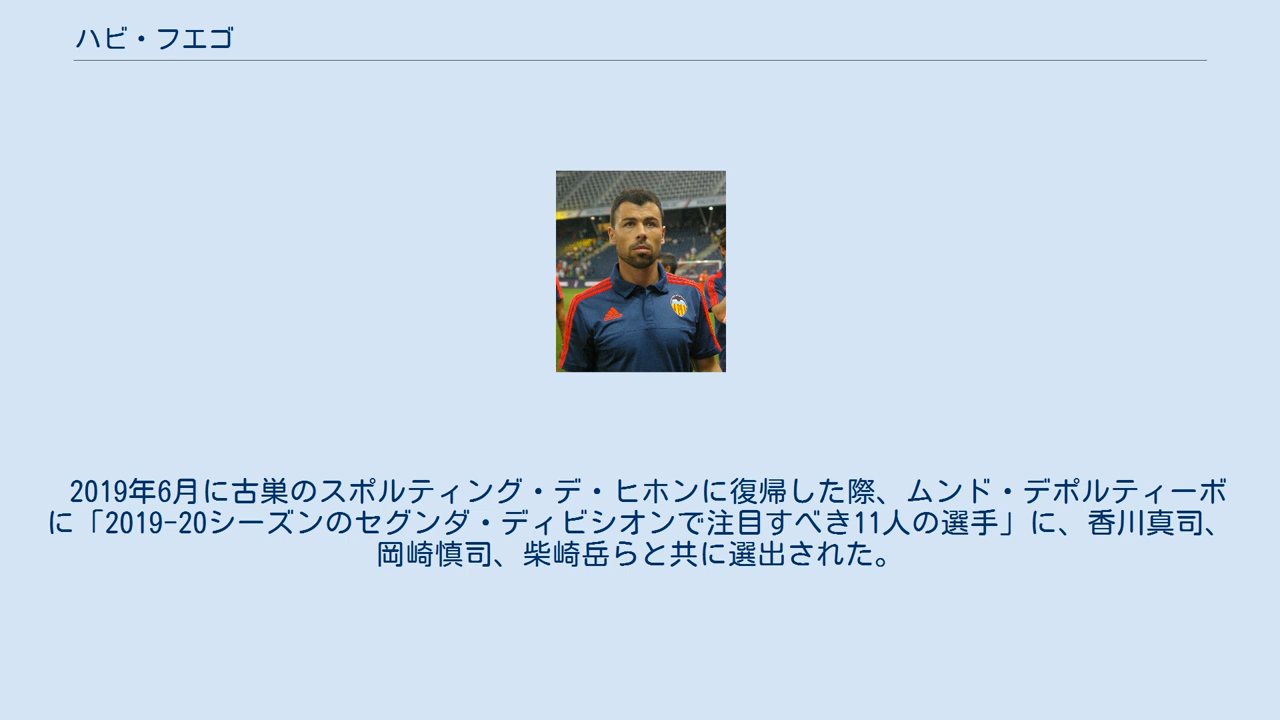 ハビ・フエゴ
2019年6月に古巣のスポルティング・デ・ヒホンに復帰した際、ムンド・デポルティーボ
に「2019-20シーズンのセグンダ・ディビシオンで注目すべき11人の選手」に、香川真司、
岡崎慎司、柴崎岳らと共に選出された。